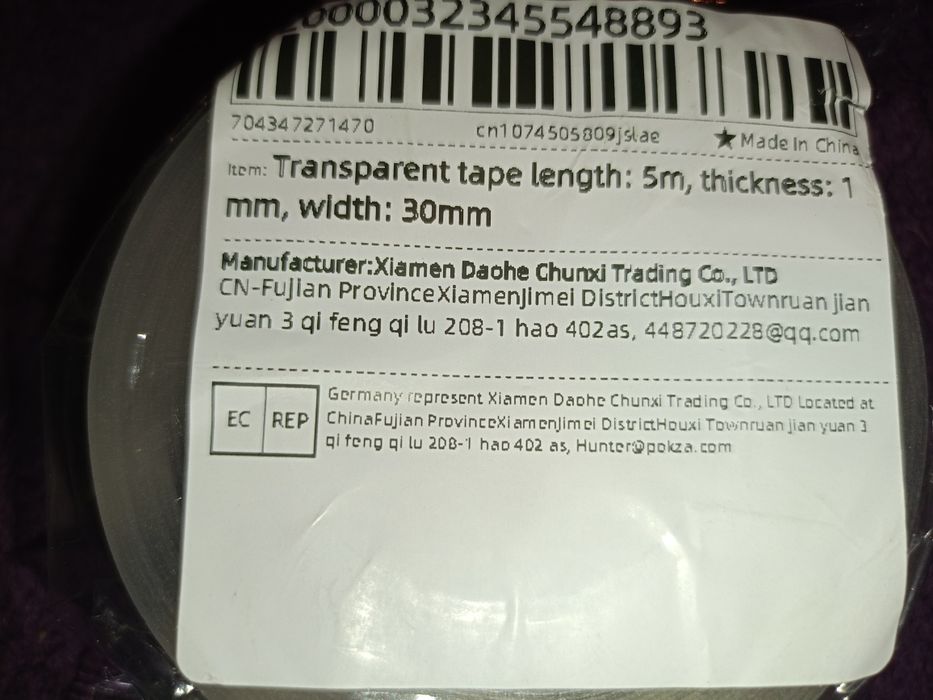 0000032345548893
704347271470 cn1074505809jslae ★ Made In China
Item: Transparent tape length: 5m, thickness: 1
mm, width: 30mm
Manufacturer:Xiamen Daohe Chunxi Trading Co., LTD
CN-Fujian ProvinceXiamenJimei DistrictHouxiTownruan jian
yuan 3 qi feng qi lu 208-1 hao 402as, 448720228@qq.com
EC REP
Germany represent Xiamen Daohe Chunxi Trading Co., LTD Located at
ChinaFujian ProvinceXiamenJimei DistrictHouxi Townruan jian yuan 3
qi feng qi lu 208-1 hao 402 as, Hunter@pokza.com